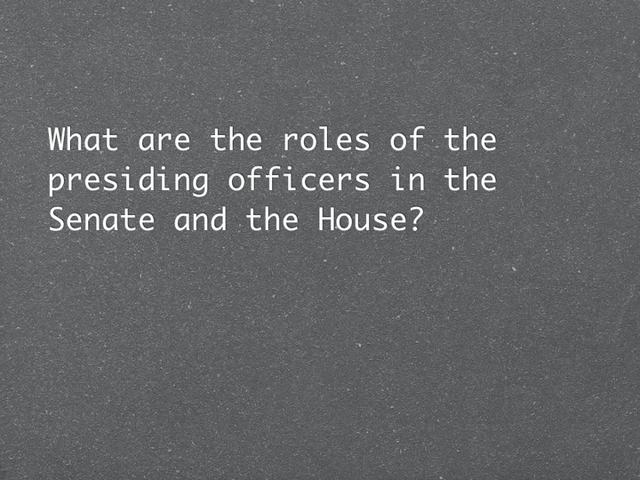 What are the roles of the
presiding officers in the
Senate and the House?